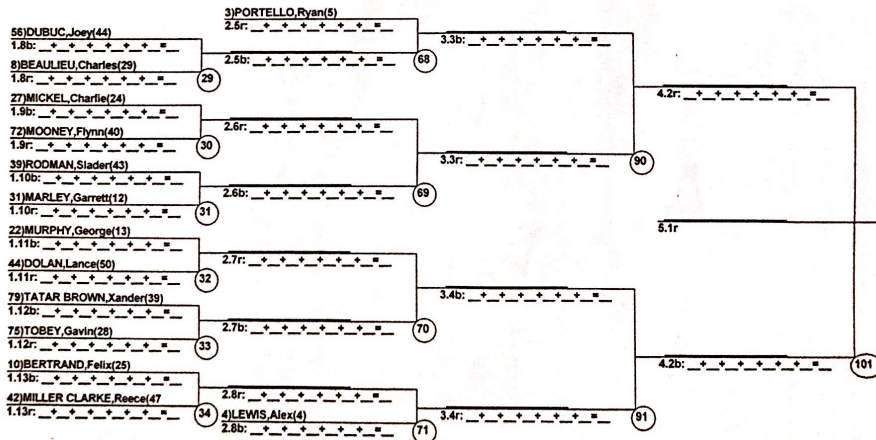 3)PORTELLO,Ryan(5)
2.5r: _+_+_+_+_+_+_=_
56)DUBUC,Joey(44)
1.8b: _+_+_+_+_+_+_=_
3.3b: _+_+_+_+_+_+_=_
2.5b: _+_+_+_+_+_+_=_
68
8)BEAULIEU,Charles(29)
1.8r: _+_+_+_+_+_+_=_
29
27)MICKEL,Charlie(24)
1.9b: _+_+_+_+_+_+_=_
4.2r: _+_+_+_+_+_+_=_
2.6r: _+_+_+_+_+_+_=_
72)MOONEY,Flynn(40)
1.9r: _+_+_+_+_+_+_=_
30
3.3r: _+_+_+_+_+_+_=_
90
39)RODMAN,Slader(43)
1.10b: _+_+_+_+_+_+_=_
2.6b: _+_+_+_+_+_+_=_
69
31)MARLEY,Garrett(12)
1.10r: _+_+_+_+_+_+_=_
31
5.1r
22)MURPHY,George(13)
1.11b: _+_+_+_+_+_+_=_
2.7r: _+_+_+_+_+_+_=_
44)DOLAN,Lance(50)
1.11r: _+_+_+_+_+_+_=_
32
3.4b: _+_+_+_+_+_+_=_
79)TATAR BROWN,Xander(39)
1.12b: _+_+_+_+_+_+_=_
2.7b: _+_+_+_+_+_+_=_
70
75)TOBEY,Gavin(28)
1.12r: _+_+_+_+_+_+_=_
33
4.2b: _+_+_+_+_+_+_=_
101
10)BERTRAND,Felix(25)
1.13b: _+_+_+_+_+_+_=_
2.8r: _+_+_+_+_+_+_=_
42)MILLER CLARKE,Reece(47
1.13r: _+_+_+_+_+_+_=_
34
4)LEWIS,Alex(4)
2.8b: _+_+_+_+_+_+_=_
71
3.4r: _+_+_+_+_+_+_=_
91